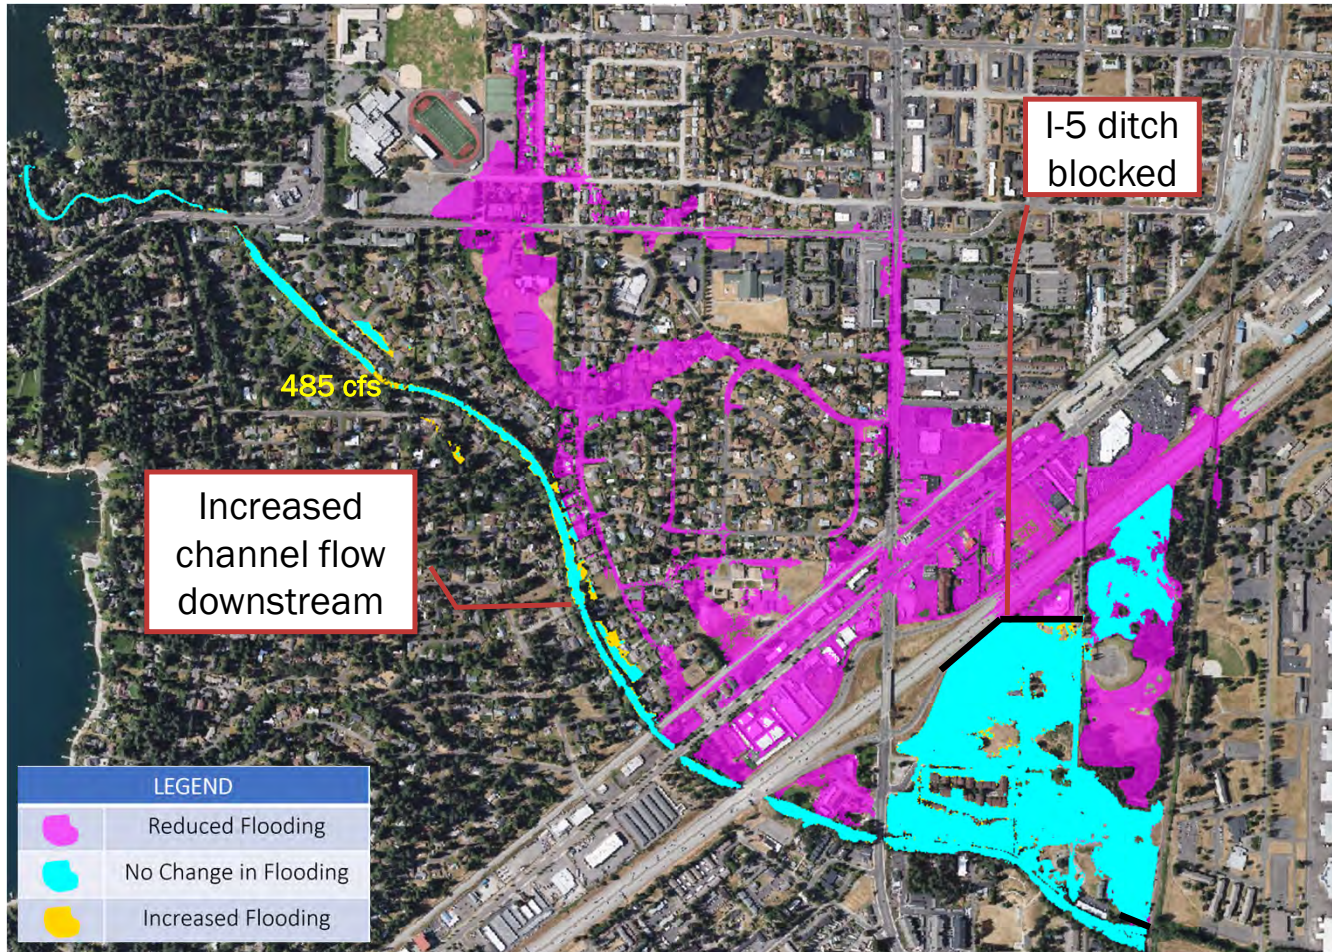 I-5 ditch
blocked
485 cfs
Increased
channel flow
downstream
LEGEND
Reduced Flooding
No Change in Flooding
Increased Flooding